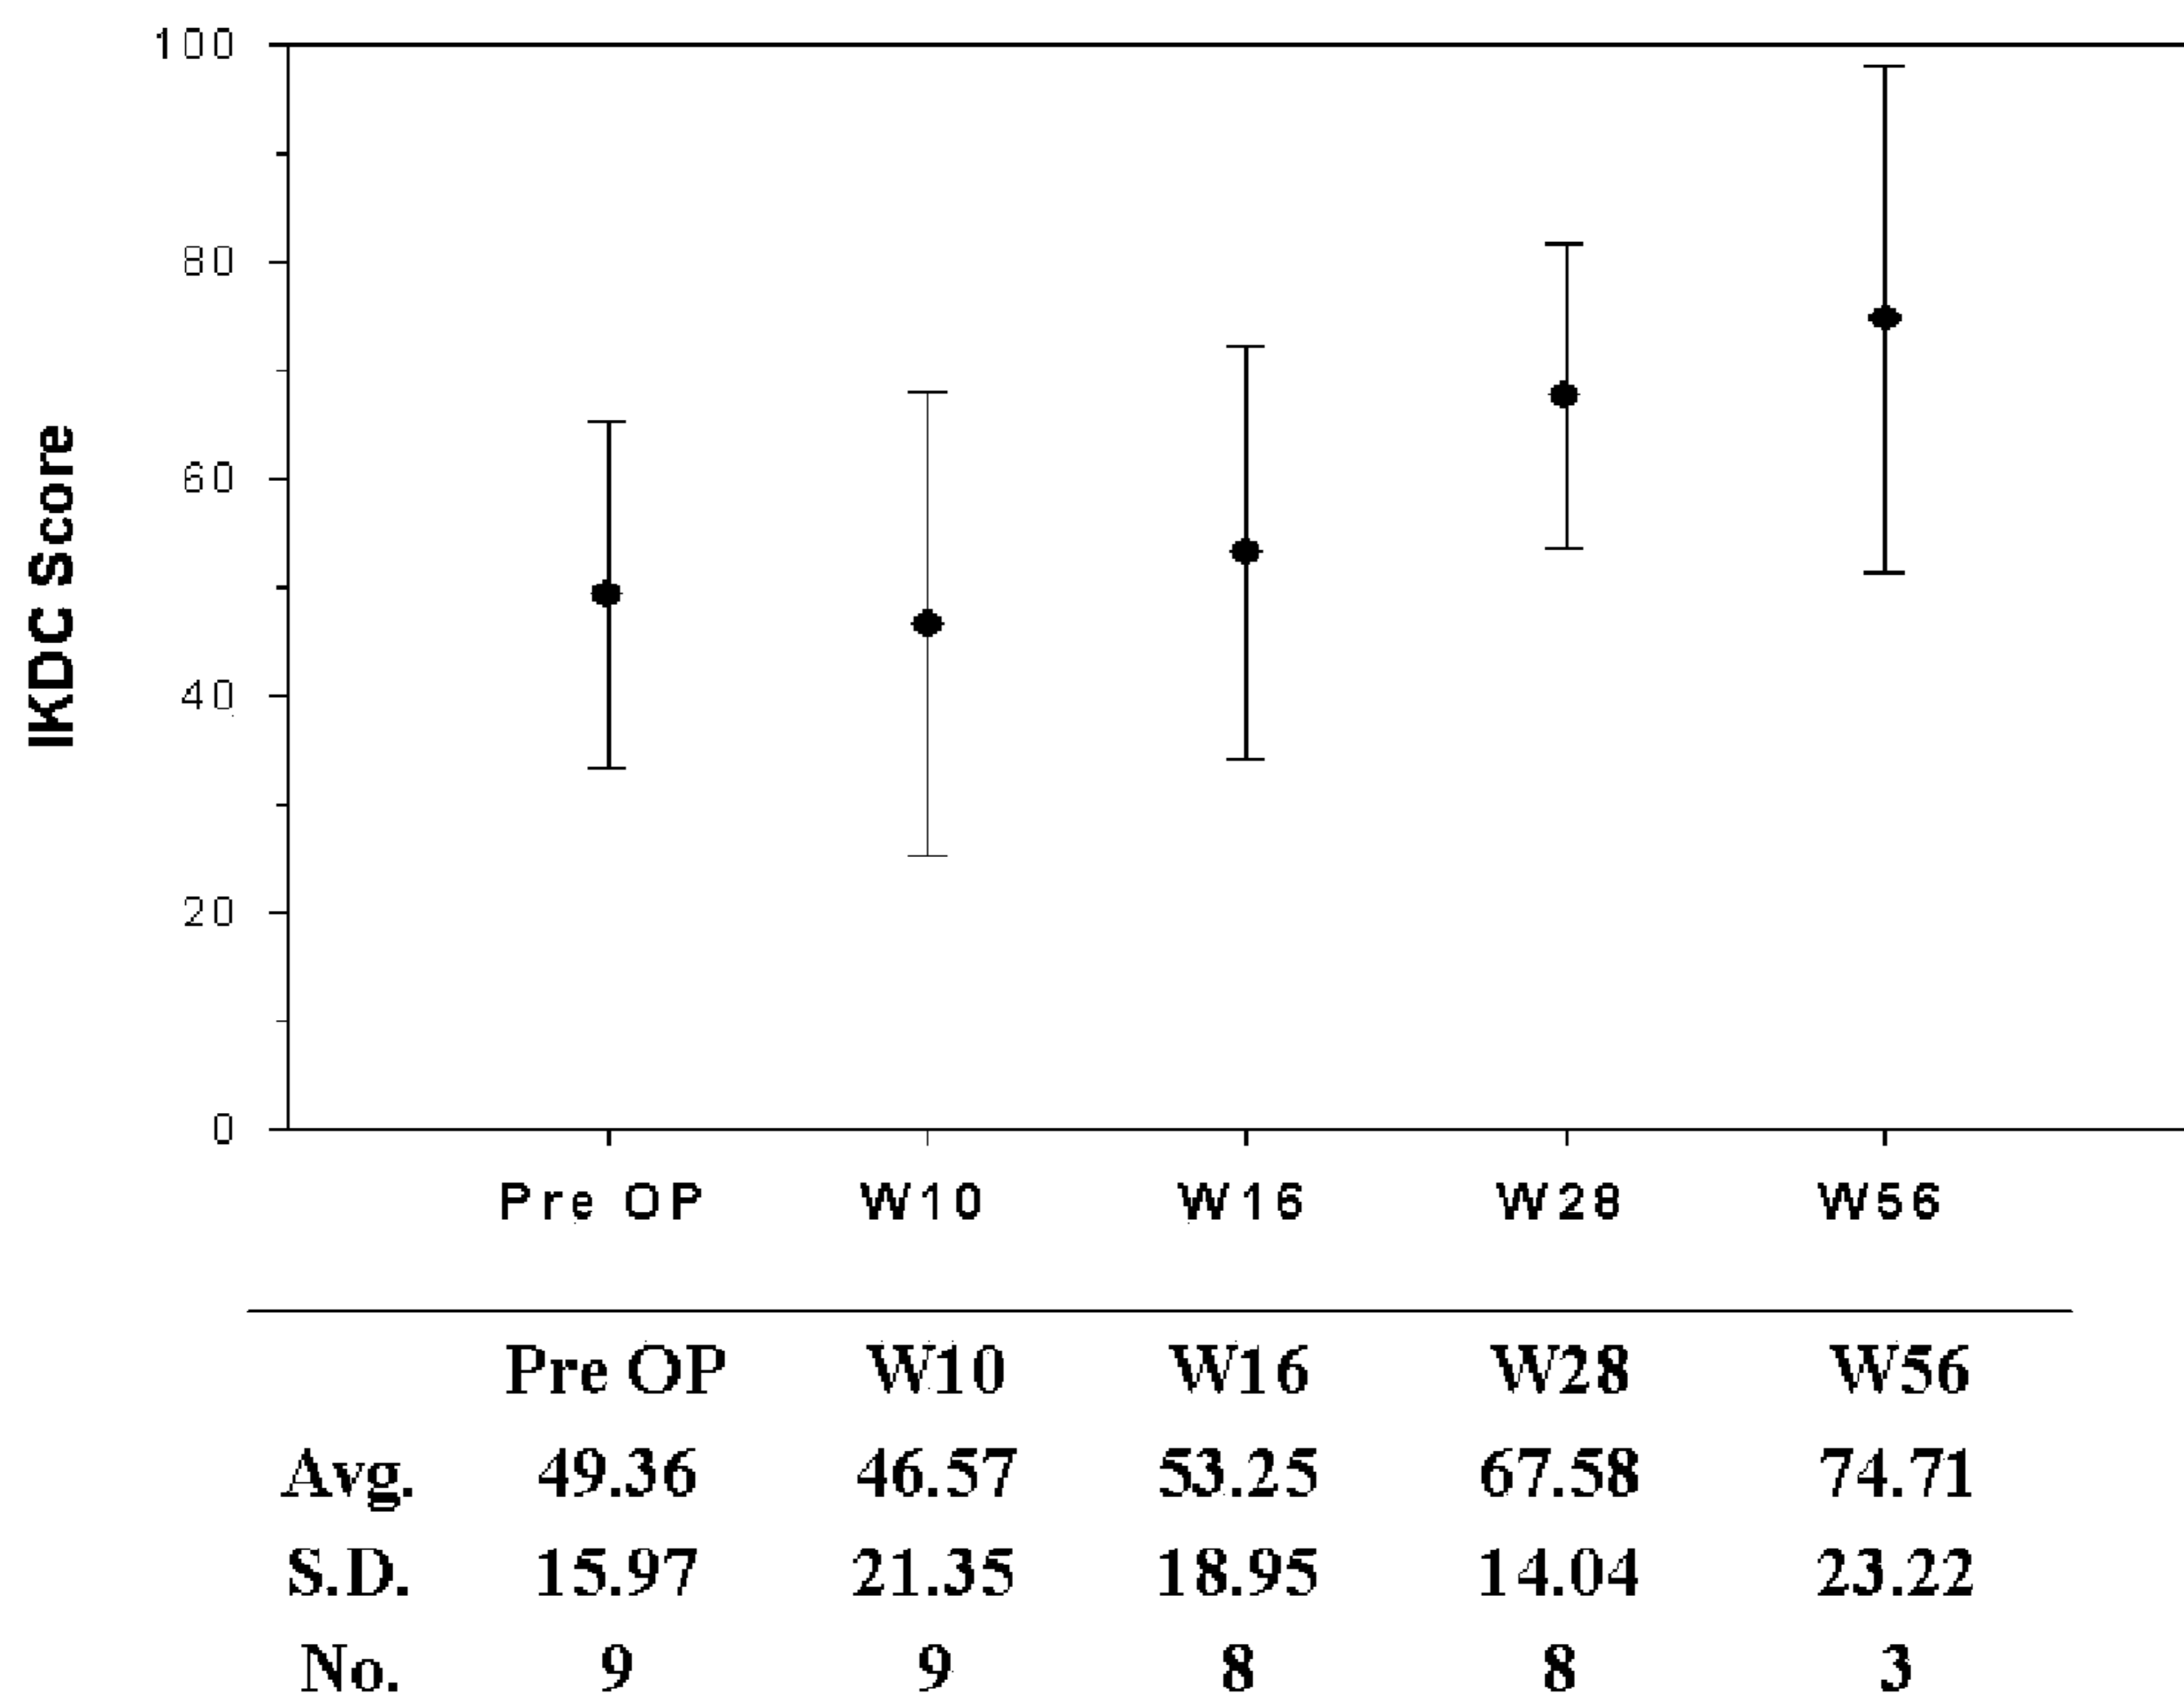 100
80
60
40
20
0
IKDC Score
Pre OP W10 W16 W28 W56
Pre OP W10 W16 W28 W56
Avg. 49.36 46.57 53.25 67.58 74.71
S.D. 15.97 21.35 18.95 14.04 23.22
No. 9 9 8 8 3